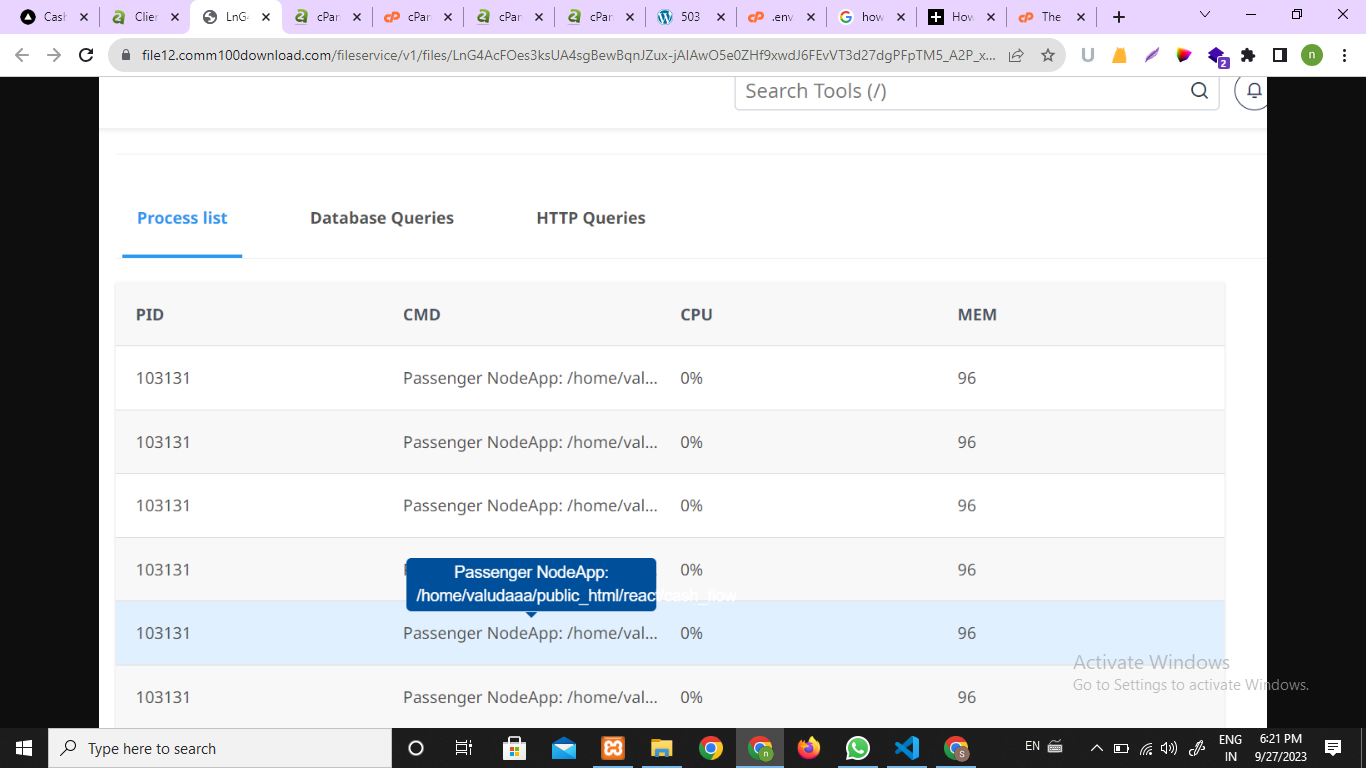 Cash
Clier
LnG
cPar
cPar
cPar
cPar
503
.env
how
How
The
file12.comm100download.com/fileservice/v1/files/LnG4AcFOes3ksUA4sgBewBqnJZux-jAIAwO5e0ZHf9xwdJ6FEvVT3d27dgPFpTM5_A2P_x...
U
2
n
Search Tools (/)
Process list Database Queries HTTP Queries
PID CMD CPU MEM
103131 Passenger NodeApp: /home/val... 0% 96
103131 Passenger NodeApp: /home/val... 0% 96
103131 Passenger NodeApp: /home/val... 0% 96
103131 0% 96
Passenger NodeApp:
/home/valudaaa/public_html/react/cash_flow
103131 Passenger NodeApp: /home/val... 0% 96
103131 Passenger NodeApp: /home/val... 0% 96
Activate Windows
Go to Settings to activate Windows.
Type here to search
n
S
EN
ENG
IN
6:21 PM
9/27/2023